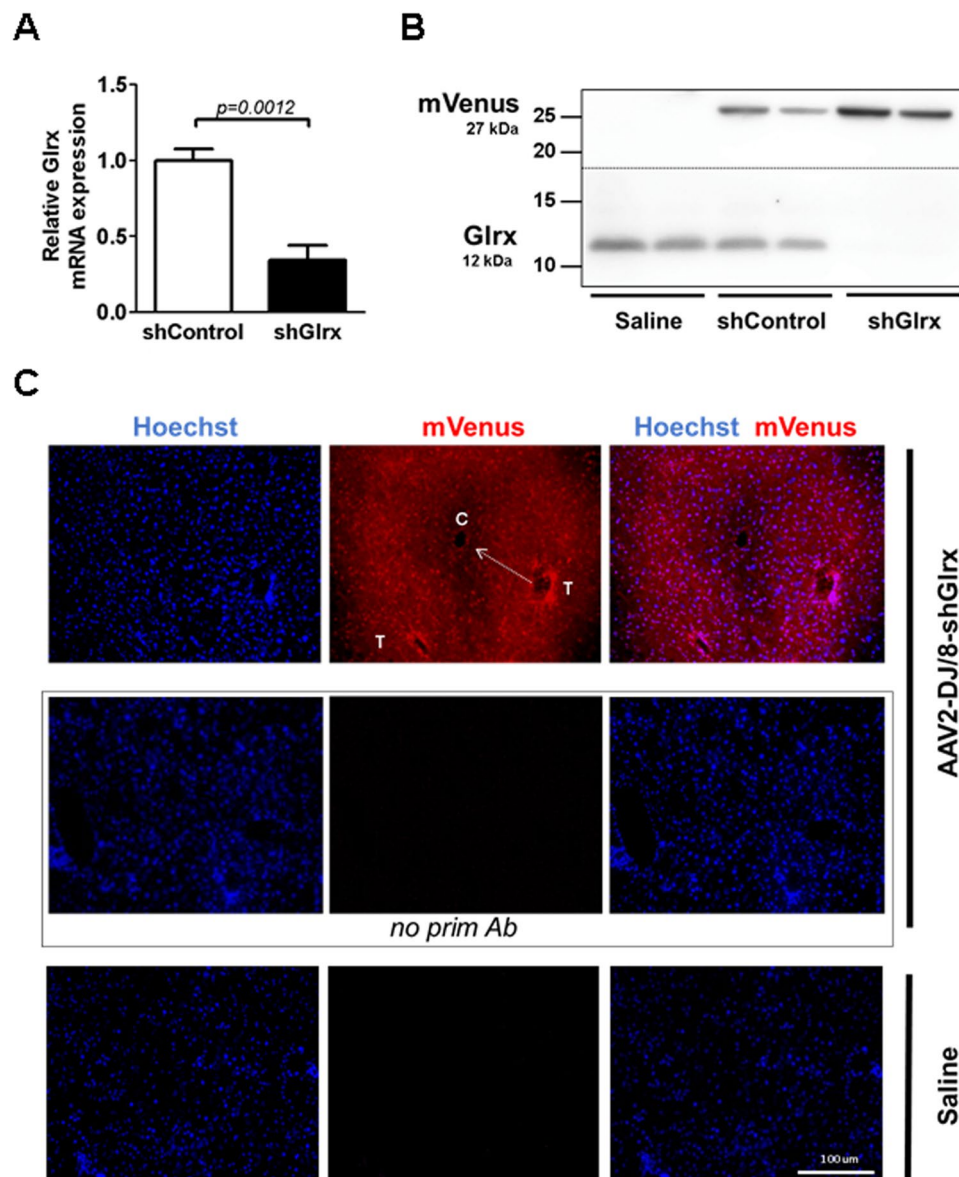 A
1.5
1.0
0.5
0.0
Relative Glrx
mRNA expression
p=0.0012
shControl
shGlrx
B
mVenus
27 kDa
Glrx
12 kDa
25
20
15
10
Saline
shControl
shGlrx
C
Hoechst
mVenus
Hoechst mVenus
C
T
T
AAV2-DJ/8-shGlrx
no prim Ab
Saline
100 um